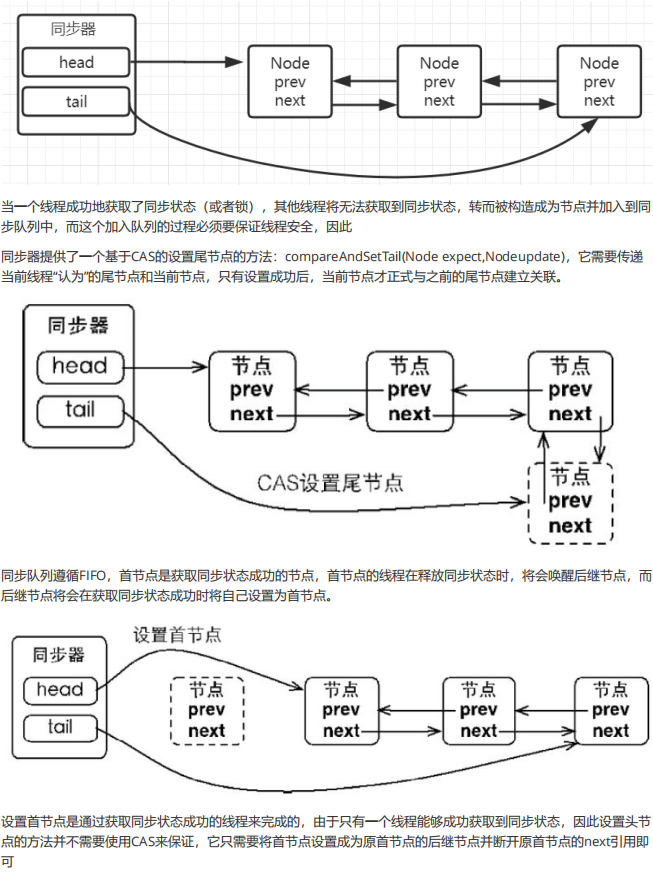 同步器
head
tail
Node
prev
next
Node
prev
next
Node
prev
next
当一个线程成功地获取了同步状态（或者锁），其他线程将无法获取到同步状态，转而被构造成为节点并加入到同
步队列中，而这个加入队列的过程必须要保证线程安全，因此
同步器提供了一个基于CAS的设置尾节点的方法：compareAndSetTail(Node expect,Nodeupdate)，它需要传递
当前线程“认为”的尾节点和当前节点，只有设置成功后，当前节点才正式与之前的尾节点建立关联。
同步器
head
tail
节点
prev
next
节点
prev
next
节点
prev
next
CAS设置尾节点
节点
prev
next
同步队列遵循FIFO，首节点是获取同步状态成功的节点，首节点的线程在释放同步状态时，将会唤醒后继节点，而
后继节点将会在获取同步状态成功时将自己设置为首节点。
设置首节点
同步器
head
tail
节点
prev
next
节点
prev
next
节点
prev
next
节点
prev
next
设置首节点是通过获取同步状态成功的线程来完成的，由于只有一个线程能够成功获取到同步状态，因此设置头节
点的方法并不需要使用CAS来保证，它只需要将首节点设置成为原首节点的后继节点并断开原首节点的next引用即
可